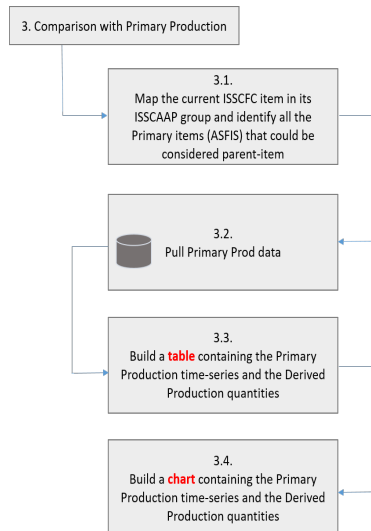 3. Comparison with Primary Production
3.1.
Map the current ISSCFC item in its
ISSCAAP group and identify all the
Primary items (ASFIS) that could be
considered parent-item
3.2.
Pull Primary Prod data
3.3.
Build a table containing the Primary
Production time-series and the Derived
Production quantities
3.4.
Build a chart containing the Primary
Production time-series and the Derived
Production quantities